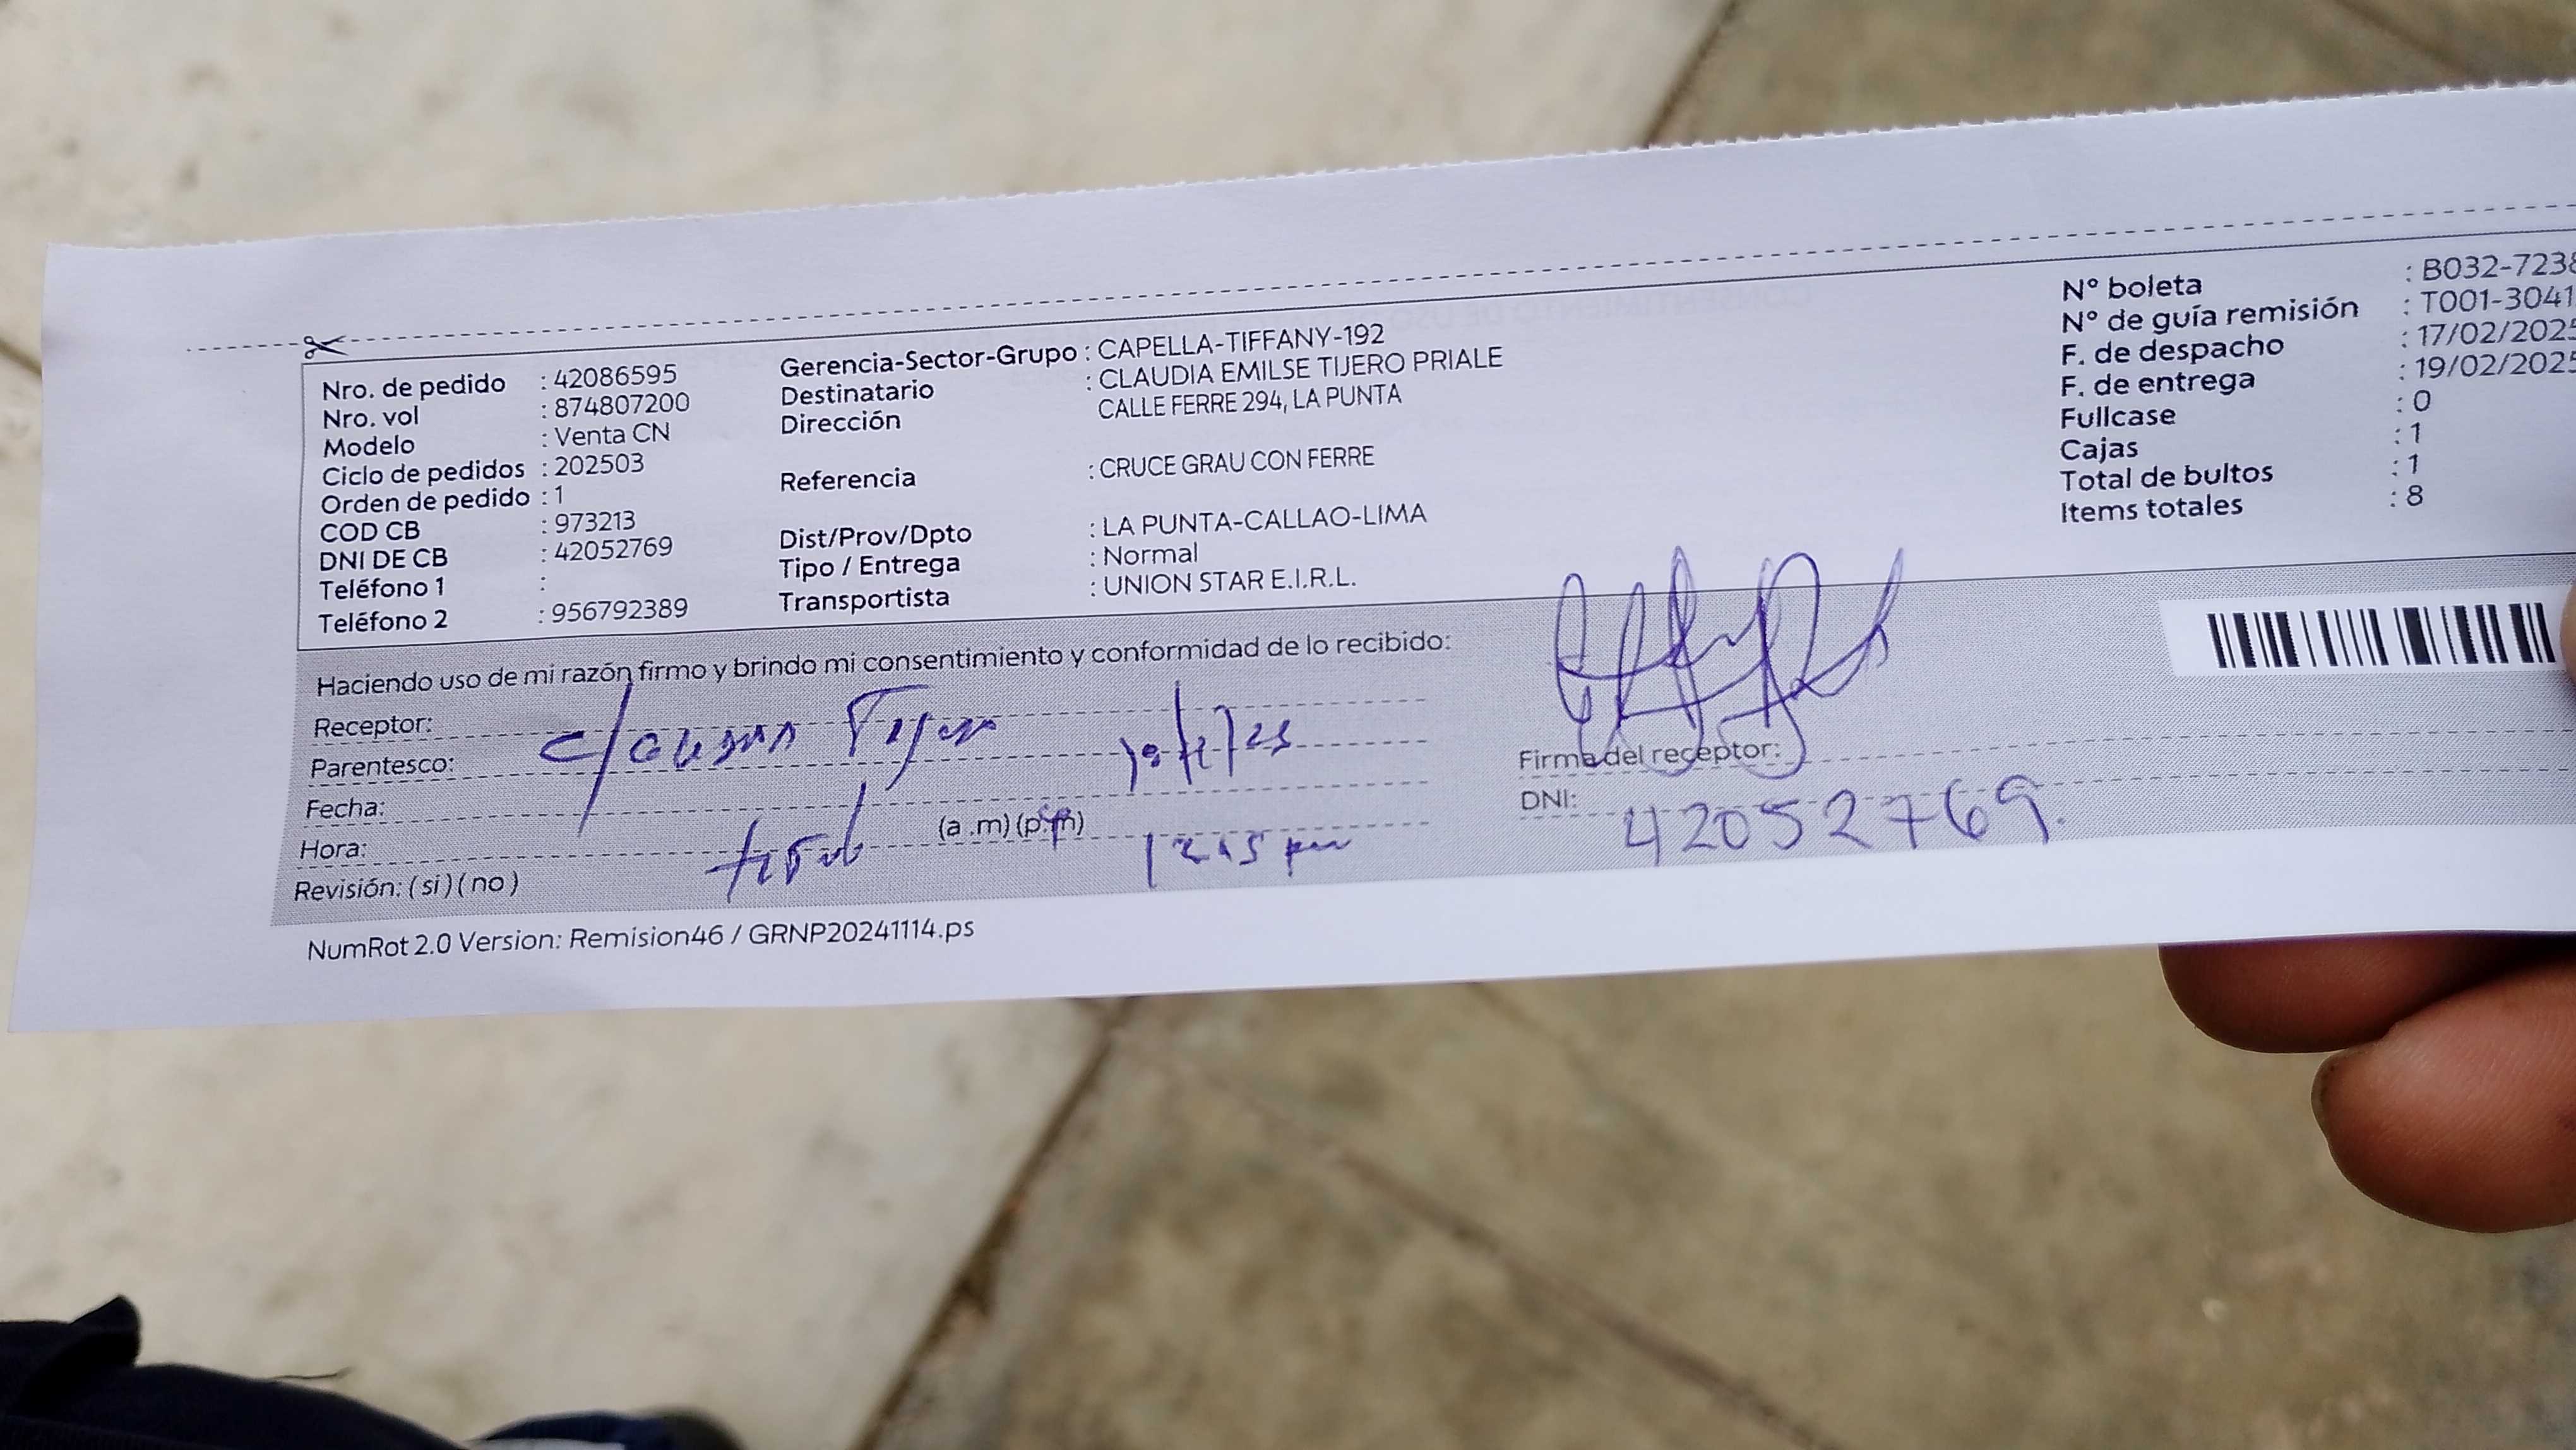 Nro. de pedido : 42086595
Nro. vol : 874807200
Modelo : Venta CN
Ciclo de pedidos : 202503
Orden de pedido : 1
COD CB : 973213
DNI DE CB : 42052769
Teléfono 1 :
Teléfono 2 : 956792389
Gerencia-Sector-Grupo : CAPELLA-TIFFANY-192
Destinatario : CLAUDIA EMILSE TIJERO PRIALE
Dirección CALLE FERRE 294, LA PUNTA
Referencia : CRUCE GRAU CON FERRE
Dist/Prov/Dpto : LA PUNTA-CALLAO-LIMA
Tipo / Entrega : Normal
Transportista : UNION STAR E.I.R.L.
N° boleta : B032-7238
N° de guía remisión : T001-3041
F. de despacho : 17/02/2025
F. de entrega : 19/02/2025
Fullcase : 0
Cajas : 1
Total de bultos : 1
Items totales : 8
Haciendo uso de mi razón firmo y brindo mi consentimiento y conformidad de lo recibido:
Receptor:
Parentesco:
Fecha:
Hora: (a .m) (p.m)
Revisión: ( si ) ( no )
Firma del receptor:
DNI: 42052769.
NumRot 2.0 Version: Remision46 / GRNP20241114.ps